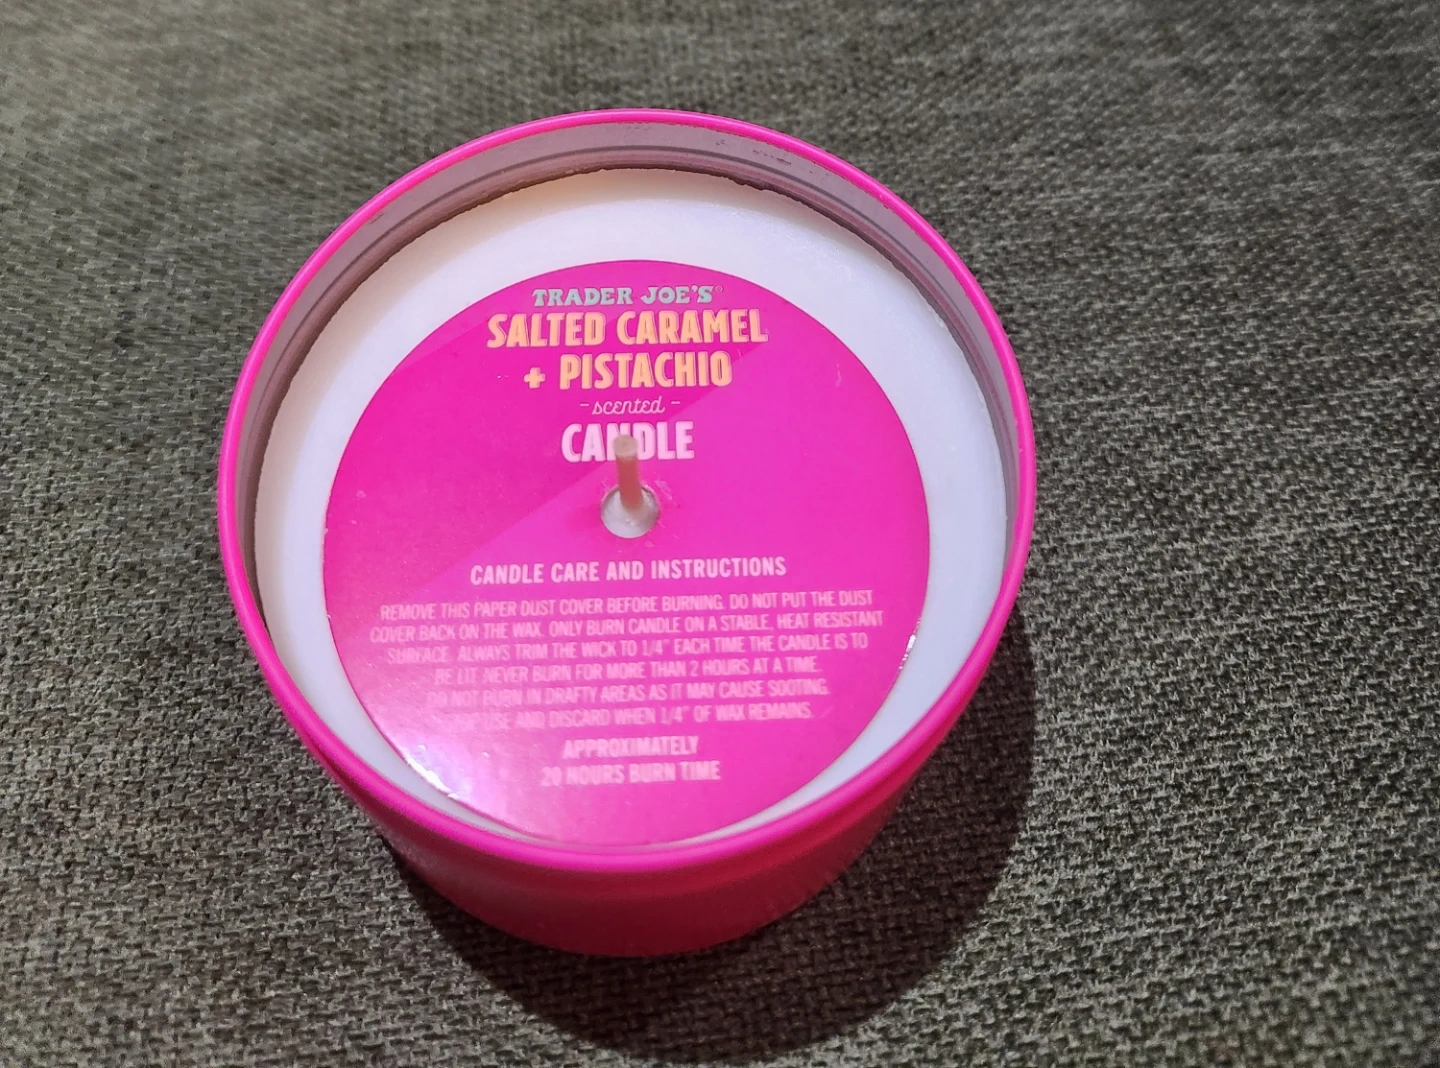 TRADER JOE'S
SALTED CARAMEL
+ PISTACHIO
- scented -
CANDLE
CANDLE CARE AND INSTRUCTIONS
REMOVE THIS PAPER DUST COVER BEFORE BURNING. DO NOT PUT THE DUST
COVER BACK ON THE WAX. ONLY BURN CANDLE ON A STABLE, HEAT RESISTANT
SURFACE. ALWAYS TRIM THE WICK TO 1/4" EACH TIME THE CANDLE IS TO
BE LIT. NEVER BURN FOR MORE THAN 2 HOURS AT A TIME.
DO NOT BURN IN DRAFTY AREAS AS IT MAY CAUSE SOOTING.
USE AND DISCARD WHEN 1/4" OF WAX REMAINS.
APPROXIMATELY
20 HOURS BURN TIME